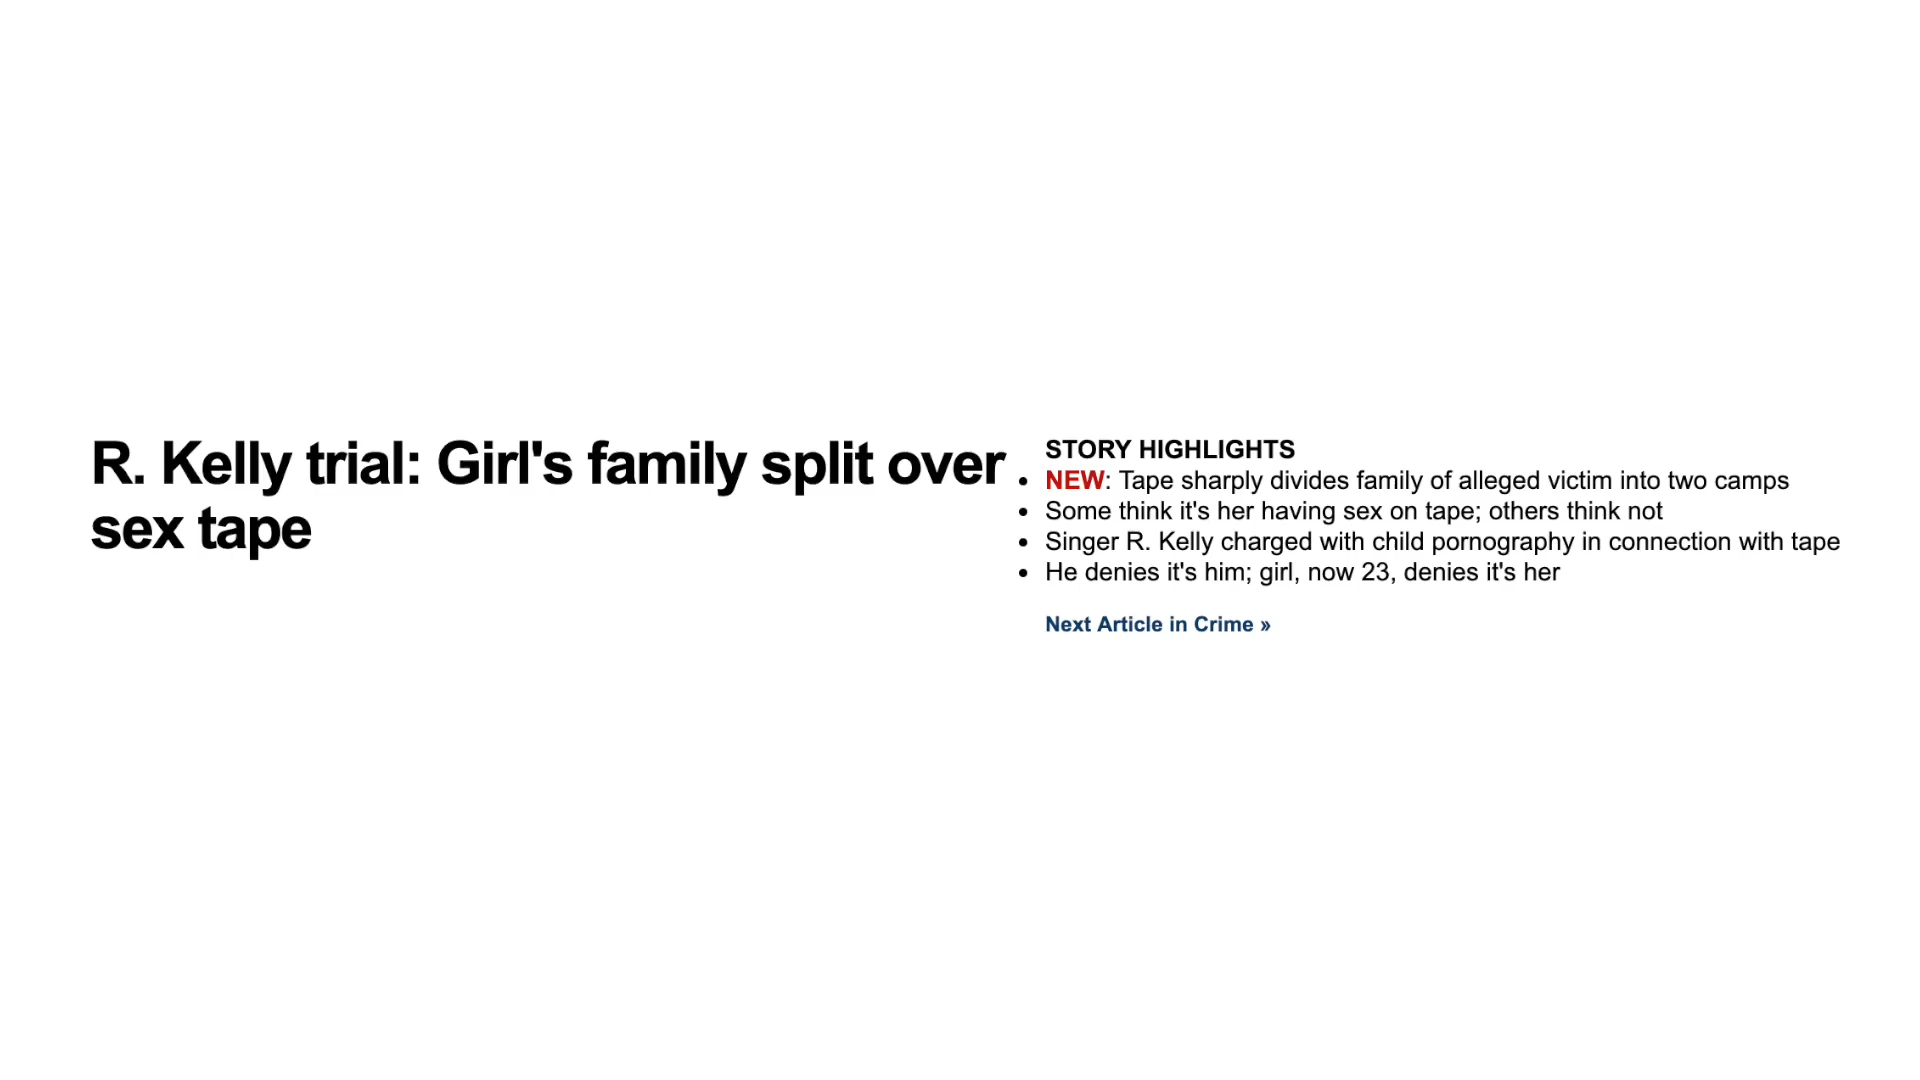 R. Kelly trial: Girl's family split over
sex tape
STORY HIGHLIGHTS
• NEW: Tape sharply divides family of alleged victim into two camps
• Some think it's her having sex on tape; others think not
• Singer R. Kelly charged with child pornography in connection with tape
• He denies it's him; girl, now 23, denies it's her
Next Article in Crime »